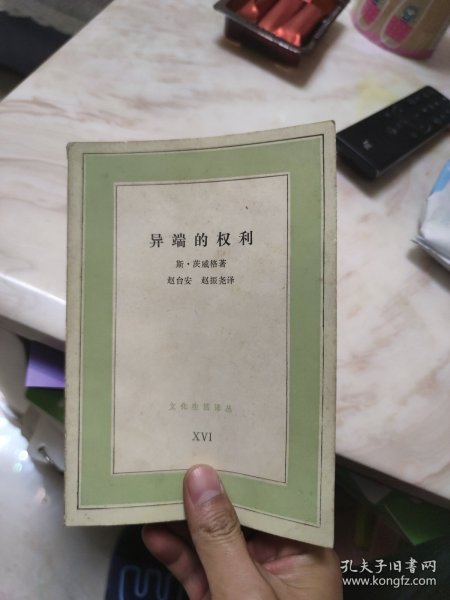 异端的权利
斯·茨威格著
赵台安 赵振尧译
文化生活译丛
XVI
孔夫子旧书网
www.kongfz.com